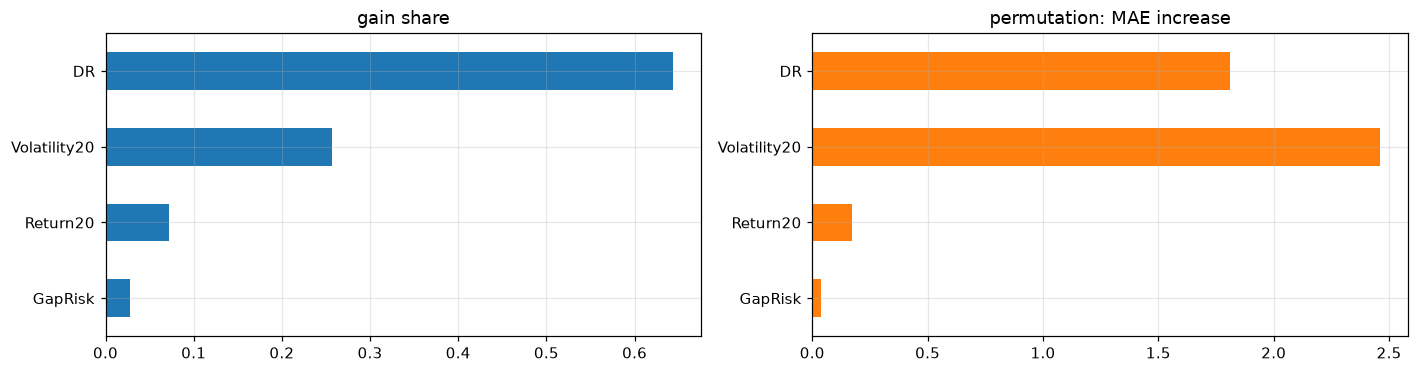 gain share
DR
Volatility20
Return20
GapRisk
0.0 0.1 0.2 0.3 0.4 0.5 0.6
permutation: MAE increase
DR
Volatility20
Return20
GapRisk
0.0 0.5 1.0 1.5 2.0 2.5